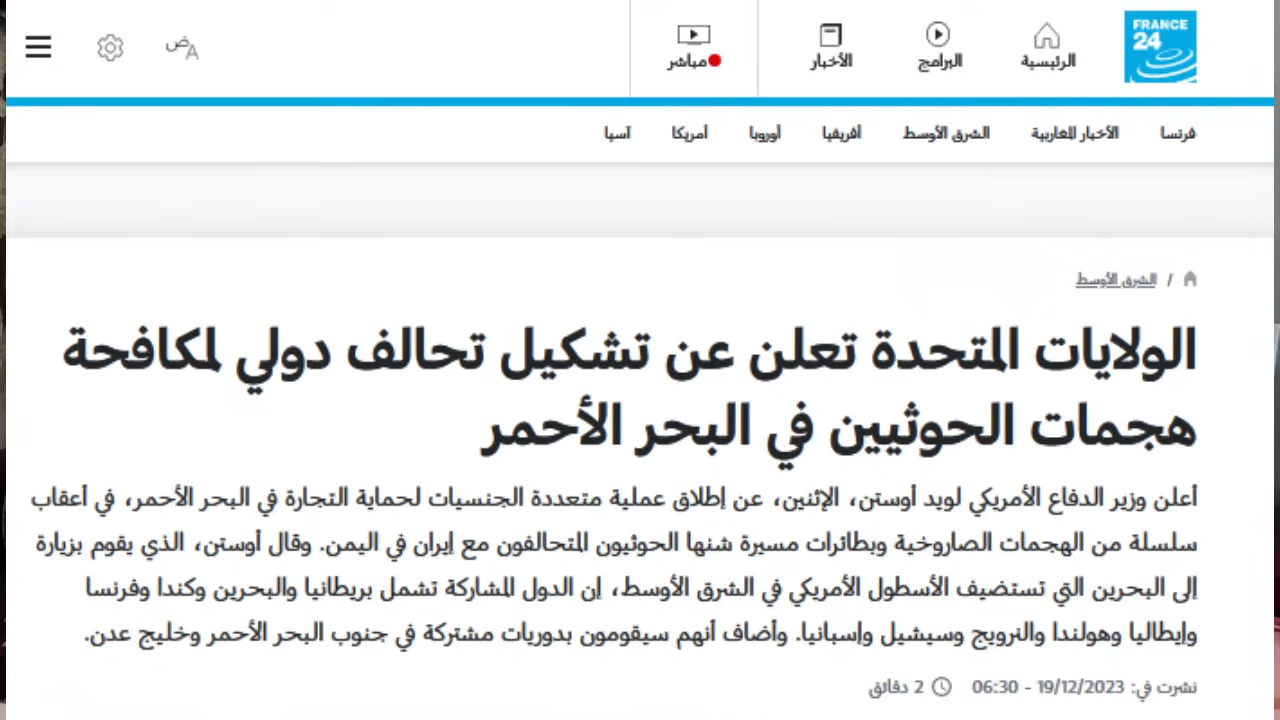 FRANCE
24
الرئيسية
البرامج
الأخبار
مباشر
ض A
فرنسا
الأخبار المغاربية
الشرق الأوسط
أفريقيا
أوروبا
أمريكا
آسيا
/ الشرق الأوسط
الولايات المتحدة تعلن عن تشكيل تحالف دولي لمكافحة
هجمات الحوثيين في البحر الأحمر
أعلن وزير الدفاع الأمريكي لويد أوستن، الإثنين، عن إطلاق عملية متعددة الجنسيات لحماية التجارة في البحر الأحمر، في أعقاب
سلسلة من الهجمات الصاروخية وبطائرات مسيرة شنها الحوثيون المتحالفون مع إيران في اليمن. وقال أوستن، الذي يقوم بزيارة
إلى البحرين التي تستضيف الأسطول الأمريكي في الشرق الأوسط، إن الدول المشاركة تشمل بريطانيا والبحرين وكندا وفرنسا
وإيطاليا وهولندا والنرويج وسيشيل وإسبانيا. وأضاف أنهم سيقومون بدوريات مشتركة في جنوب البحر الأحمر وخليج عدن.
نشرت في: 19/12/2023 - 06:30 2 دقائق